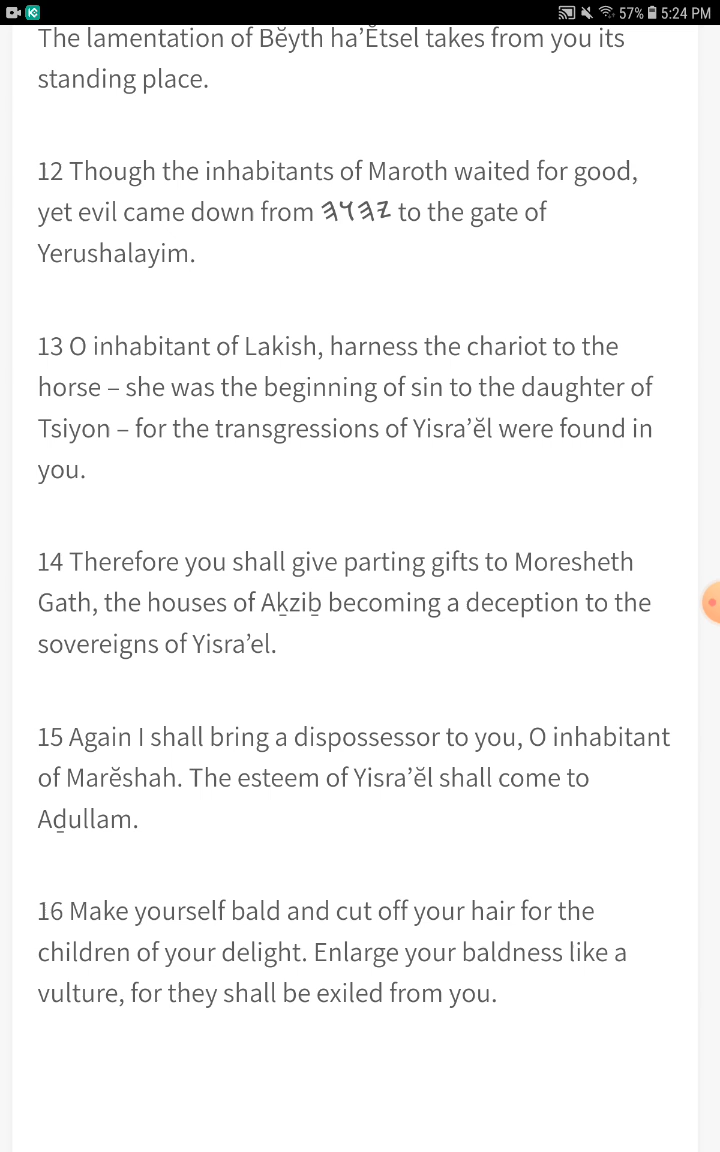 57% 5:24 PM
The lamentation of Bĕyth ha’Ĕtsel takes from you its
standing place.
12 Though the inhabitants of Maroth waited for good,
yet evil came down from 𐤉𐤄𐤅𐤄 to the gate of
Yerushalayim.
13 O inhabitant of Lakish, harness the chariot to the
horse – she was the beginning of sin to the daughter of
Tsiyon – for the transgressions of Yisra’ĕl were found in
you.
14 Therefore you shall give parting gifts to Moresheth
Gath, the houses of Aḵziḇ becoming a deception to the
sovereigns of Yisra’el.
15 Again I shall bring a dispossessor to you, O inhabitant
of Marĕshah. The esteem of Yisra’ĕl shall come to
Aḏullam.
16 Make yourself bald and cut off your hair for the
children of your delight. Enlarge your baldness like a
vulture, for they shall be exiled from you.